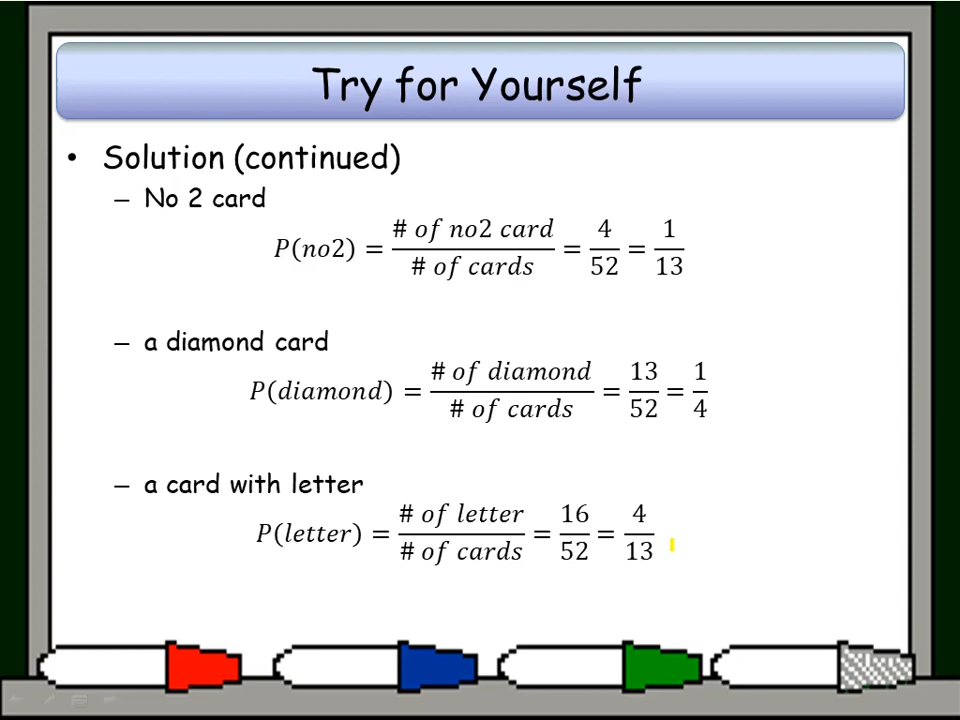 Try for Yourself
• Solution (continued)
– No 2 card
P(no2) = # of no2 card / # of cards = 4/52 = 1/13
– a diamond card
P(diamond) = # of diamond / # of cards = 13/52 = 1/4
– a card with letter
P(letter) = # of letter / # of cards = 16/52 = 4/13